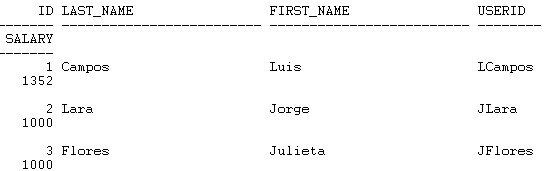 ID LAST_NAME FIRST_NAME USERID
------- ------------------------- ------------------------- --------
SALARY
-------
1 Campos Luis LCampos
1352
2 Lara Jorge JLara
1000
3 Flores Julieta JFlores
1000